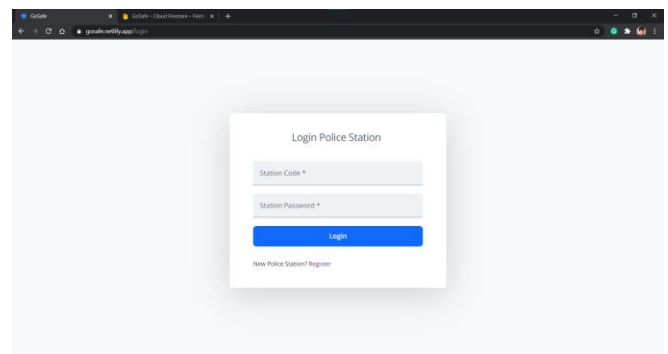 GoSafe
GoSafe – Cloud Firestore – Fire
gosafe.netlify.app/login
Login Police Station
Station Code *
Station Password *
Login
New Police Station? Register